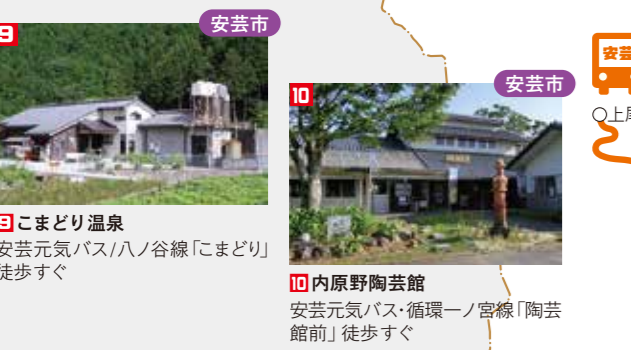 9
安芸市
9こまどり温泉
安芸元気バス/八ノ谷線「こまどり」
徒歩すぐ
10
安芸市
10内原野陶芸館
安芸元気バス・循環一ノ宮線「陶芸
館前」徒歩すぐ
安芸
○上尾